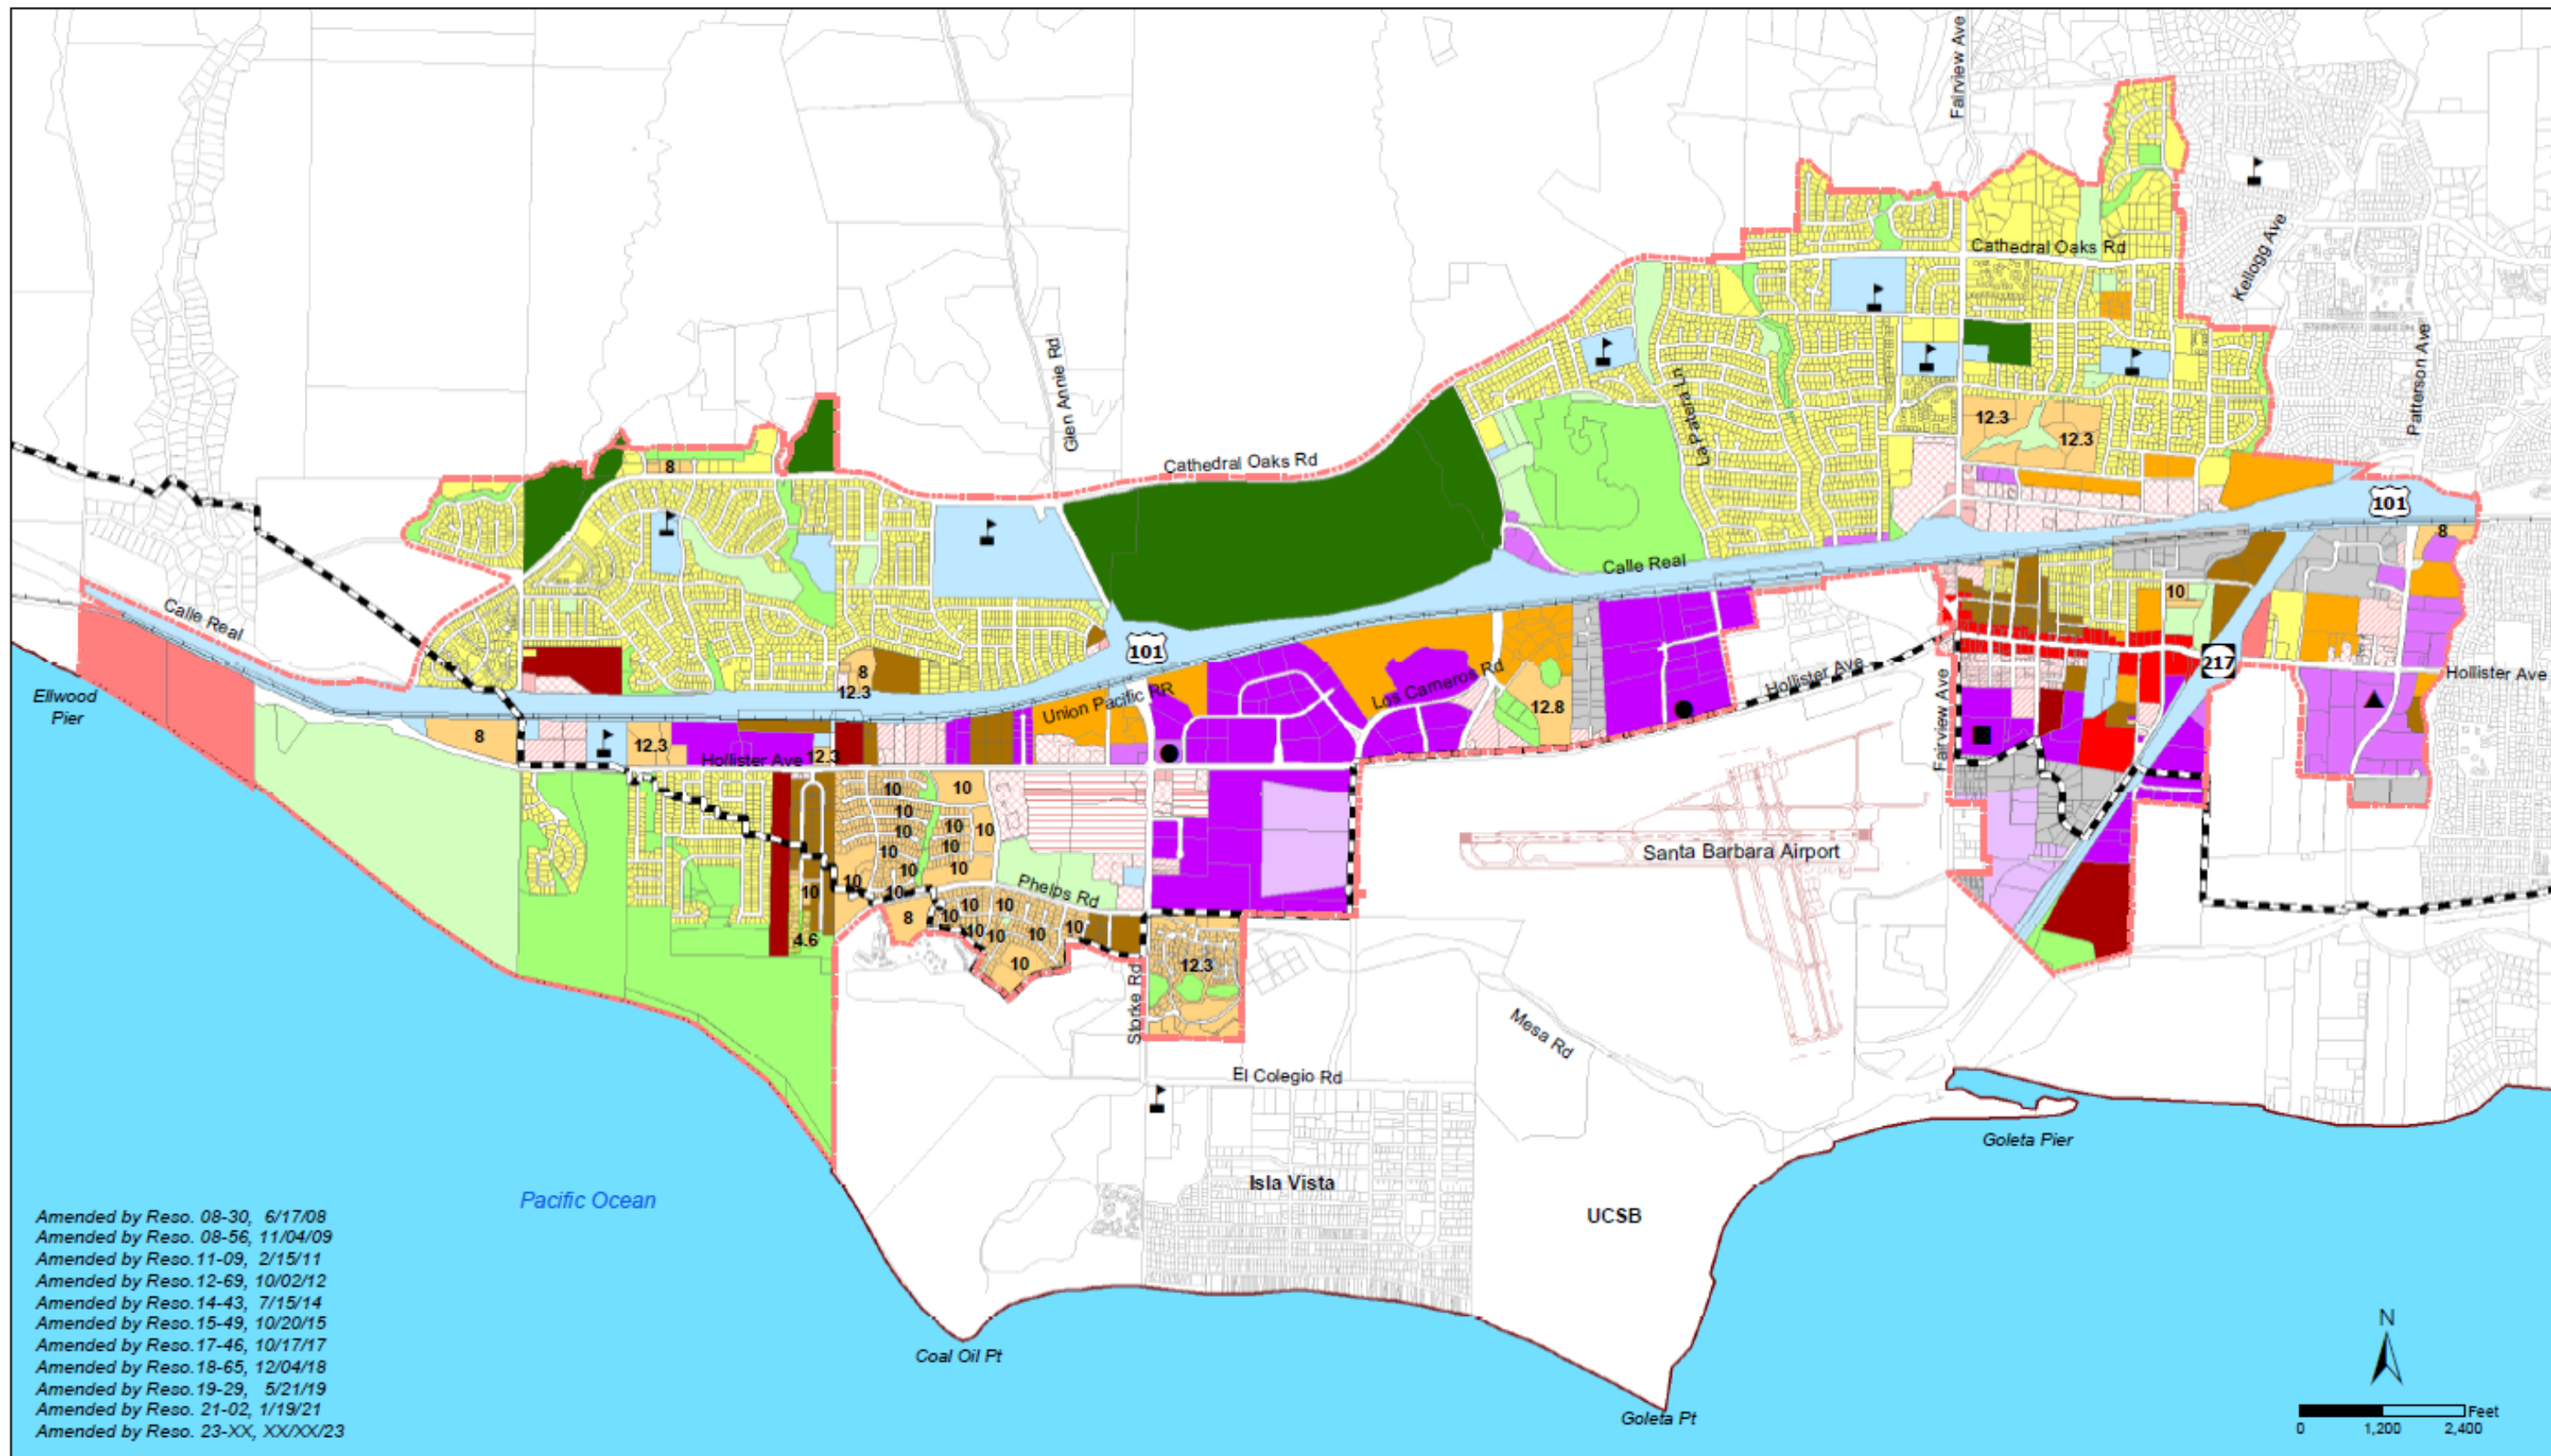 Fairview Ave
Cathedral Oaks Rd
Kellogg Ave
Patterson Ave
Glen Annie Rd
La Patera Ln
12.3
12.3
Cathedral Oaks Rd
8
101
8
Calle Real
Calle Real
10
101
217
Hollister Ave
8
12.3
Ellwood
Pier
Union Pacific RR
Los Carneros Rd
Hollister Ave
12.8
Fairview Ave
8
12.3
Hollister Ave
12.3
10
10
10
10
10
10
10
10
10
10
Santa Barbara Airport
10
10
10
Phelps Rd
10
10
8
10
10
10
10
10
10
4.6
10
12.3
Storke Rd
Mesa Rd
El Colegio Rd
Goleta Pier
Isla Vista
UCSB
Pacific Ocean
Coal Oil Pt
Goleta Pt
Amended by Reso. 08-30, 6/17/08
Amended by Reso. 08-56, 11/04/09
Amended by Reso.11-09, 2/15/11
Amended by Reso.12-69, 10/02/12
Amended by Reso.14-43, 7/15/14
Amended by Reso.15-49, 10/20/15
Amended by Reso.17-46, 10/17/17
Amended by Reso.18-65, 12/04/18
Amended by Reso.19-29, 5/21/19
Amended by Reso. 21-02, 1/19/21
Amended by Reso. 23-XX, XX/XX/23
N
Feet
0 1,200 2,400